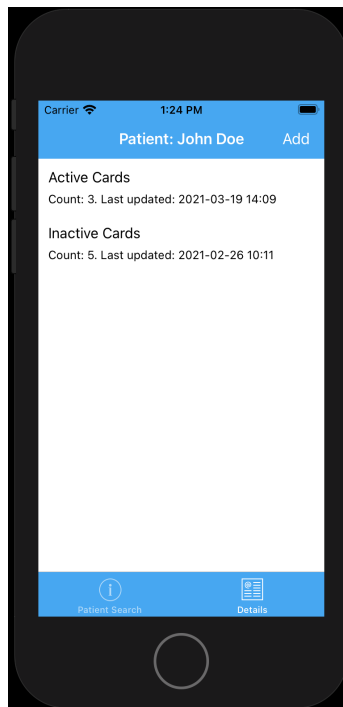 Carrier 1:24 PM
Patient: John Doe Add
Active Cards
Count: 3. Last updated: 2021-03-19 14:09
Inactive Cards
Count: 5. Last updated: 2021-02-26 10:11
Patient Search Details